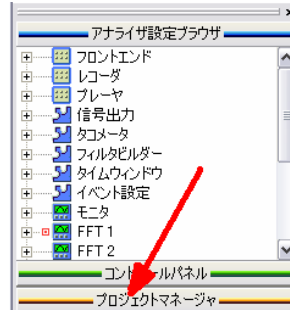 アナライザ設定ブラウザ
フロントエンド
レコーダ
プレーヤ
信号出力
タコメータ
フィルタビルダー
タイムウィンドウ
イベント設定
モニタ
FFT 1
FFT 2
コントロールパネル
プロジェクトマネージャ